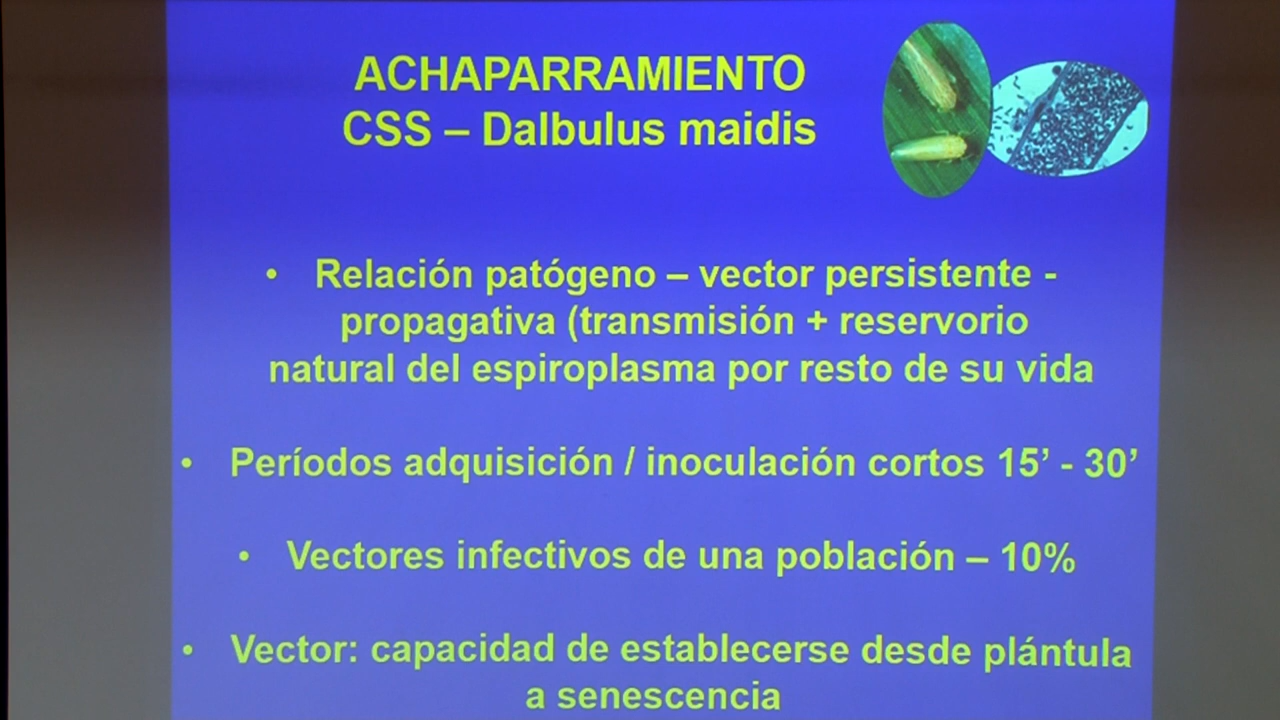 ACHAPARRAMIENTO
CSS – Dalbulus maidis
• Relación patógeno – vector persistente -
propagativa (transmisión + reservorio
natural del espiroplasma por resto de su vida
• Períodos adquisición / inoculación cortos 15’ - 30’
• Vectores infectivos de una población – 10%
• Vector: capacidad de establecerse desde plántula
a senescencia